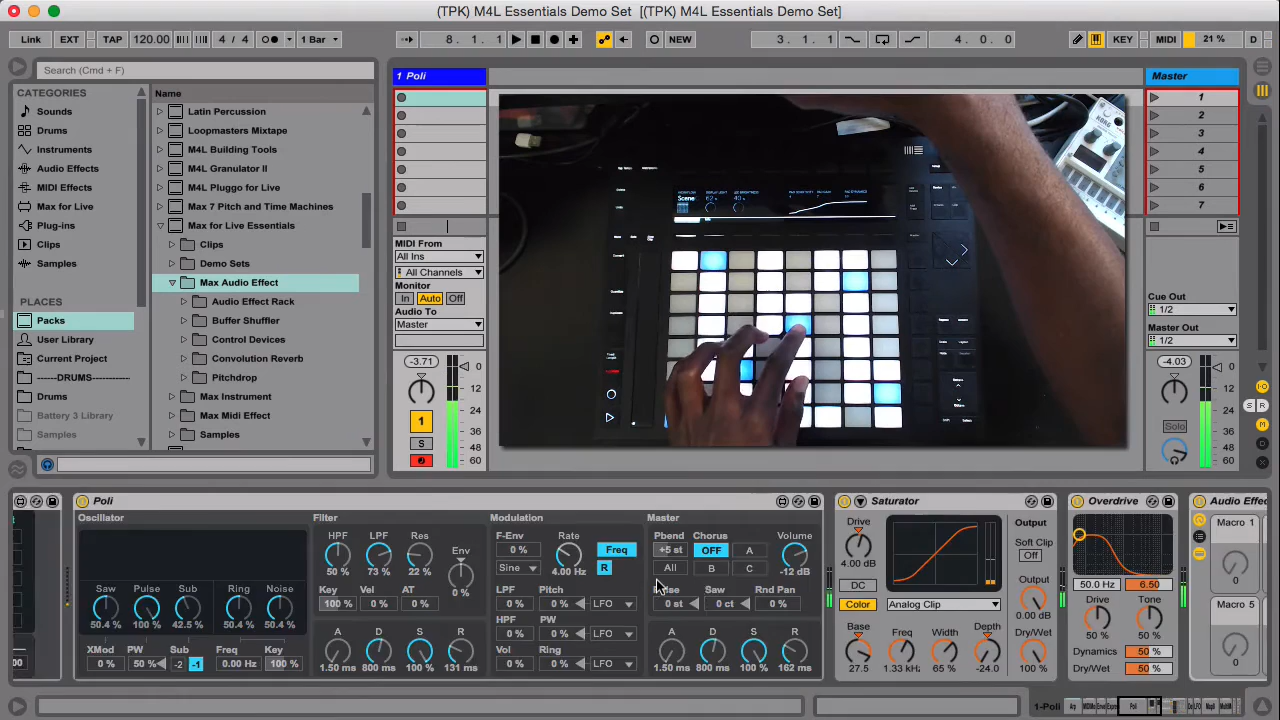 (TPK) M4L Essentials Demo Set [(TPK) M4L Essentials Demo Set]
Link EXT TAP 120.00 4 / 4 1 Bar 8. 1. 1 NEW 3. 1. 1 4. 0. 0 KEY MIDI 21 % D
Search (Cmd + F)
CATEGORIES
Sounds
Drums
Instruments
Audio Effects
MIDI Effects
Max for Live
Plug-ins
Clips
Samples
PLACES
Packs
User Library
Current Project
------DRUMS------
Drums
Battery 3 Library
Samples
Name
Latin Percussion
Loopmasters Mixtape
M4L Building Tools
M4L Granulator II
M4L Pluggo for Live
Max 7 Pitch and Time Machines
Max for Live Essentials
Clips
Demo Sets
Max Audio Effect
Audio Effect Rack
Buffer Shuffler
Control Devices
Convolution Reverb
Pitchdrop
Max Instrument
Max Midi Effect
Samples
1 Poli
MIDI From
All Ins
All Channels
Monitor
In Auto Off
Audio To
Master
-3.71
0
12
24
36
48
60
1
S
Scene
Master
1
2
3
4
5
6
7
Cue Out
1/2
Master Out
1/2
-4.03
0
12
24
36
48
60
Solo
S R
M
D
X
Poli
Oscillator
Saw Pulse Sub Ring Noise
50.4 % 100 % 42.5 % 50.4 % 50.4 %
XMod PW Sub Freq Key
0 % 50 % -2 -1 0.00 Hz 100 %
Filter
HPF LPF Res Env
50 % 73 % 22 % 0 %
Key Vel AT
100 % 0 % 0 %
A D S R
1.50 ms 800 ms 100 % 131 ms
Modulation
F-Env Rate Freq
0 % Sine 4.00 Hz R
LPF Pitch
0 % 0 % LFO
HPF PW
0 % 0 % LFO
Vol Ring
0 % 0 % LFO
Master
Pbend Chorus Volume
+5 st OFF A
All B C -12 dB
Saw Rnd Pan
0 st 0 ct 0 %
A D S R
1.50 ms 800 ms 100 % 162 ms
Saturator
Drive
4.00 dB
DC
Color Analog Clip
Base Freq Width Depth
27.5 1.33 kHz 65 % -24.0
Output
Soft Clip
Off
Output
0.00 dB
Dry/Wet
100 %
Overdrive
50.0 Hz 6.50
Drive Tone
50 % 50 %
Dynamics 50 %
Dry/Wet 50 %
Audio Effec
Macro 1
0
Macro 5
0
1-Poli